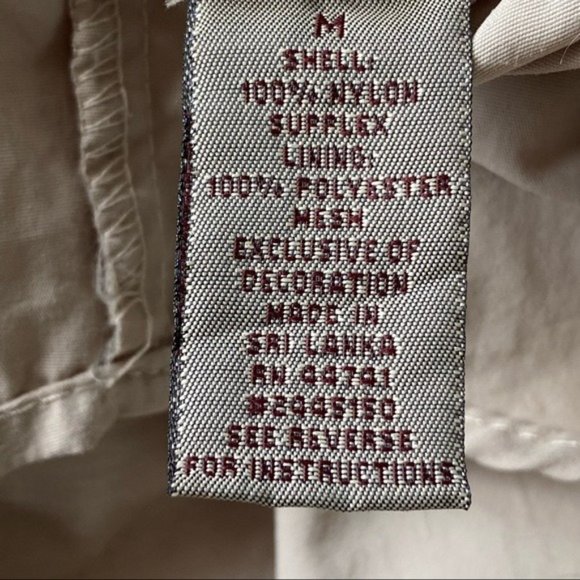 M
SHELL:
100% NYLON
SUPPLEX
LINING:
100% POLYESTER
MESH
EXCLUSIVE OF
DECORATION
MADE IN
SRI LANKA
RN 44741
#2445150
SEE REVERSE
FOR INSTRUCTIONS